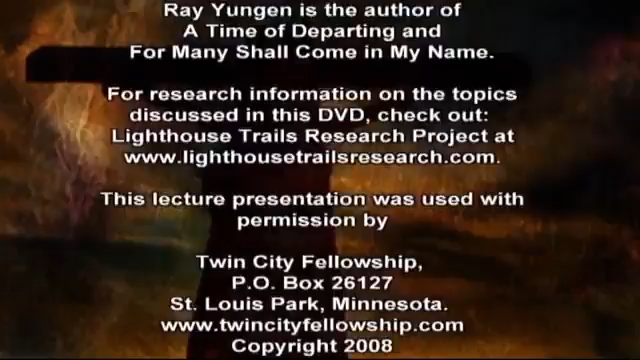 Ray Yungen is the author of
A Time of Departing and
For Many Shall Come in My Name.
For research information on the topics
discussed in this DVD, check out:
Lighthouse Trails Research Project at
www.lighthousetrailsresearch.com.
This lecture presentation was used with
permission by
Twin City Fellowship,
P.O. Box 26127
St. Louis Park, Minnesota.
www.twincityfellowship.com
Copyright 2008